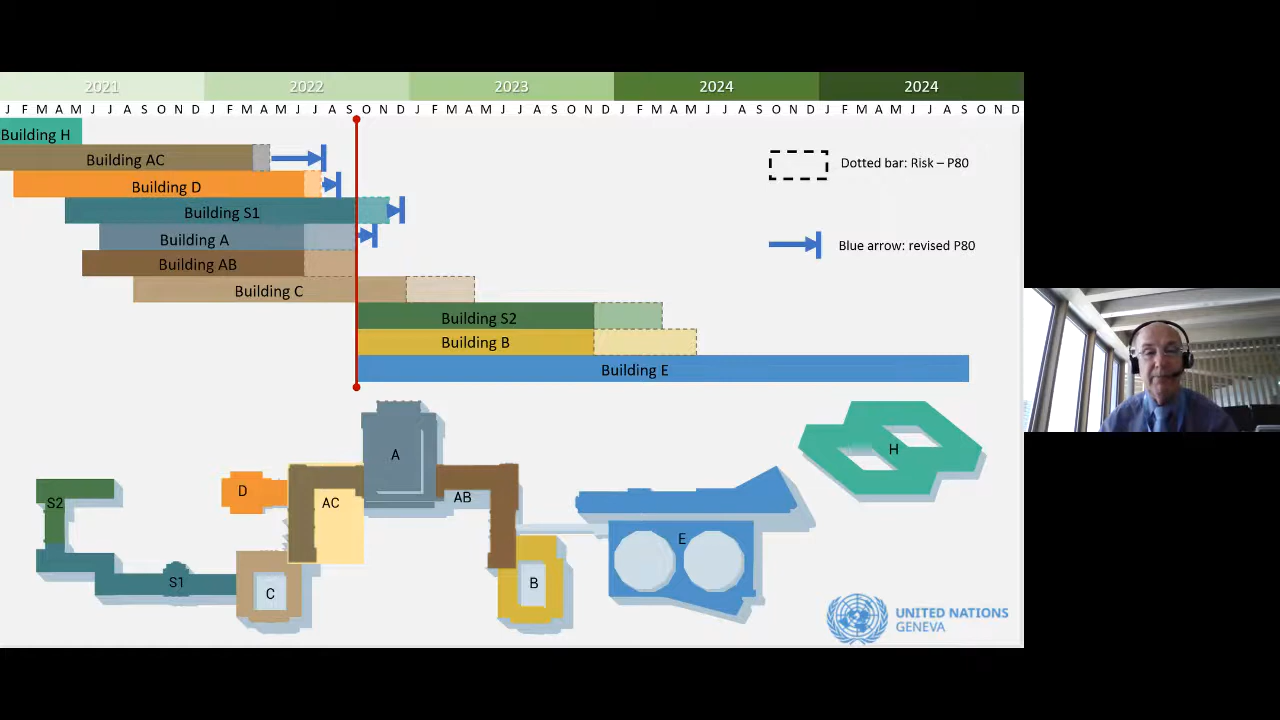 2021 2022 2023 2024 2024
J F M A M J J A S O N D J F M A M J J A S O N D J F M A M J J A S O N D J F M A M J J A S O N D J F M A M J J A S O N D
Building H
Building AC
Dotted bar: Risk – P80
Building D
Building S1
Building A
Blue arrow: revised P80
Building AB
Building C
Building S2
Building B
Building E
A
H
D
AC
AB
S2
E
S1
C
B
UNITED NATIONS
GENEVA